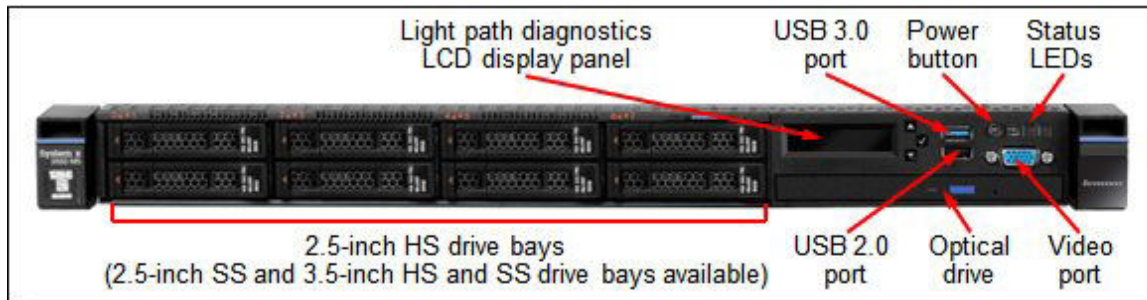 Light path diagnostics
LCD display panel
USB 3.0
port
Power
button
Status
LEDs
System x
2.5-inch HS drive bays
(2.5-inch SS and 3.5-inch HS and SS drive bays available)
USB 2.0
port
Optical
drive
Video
port